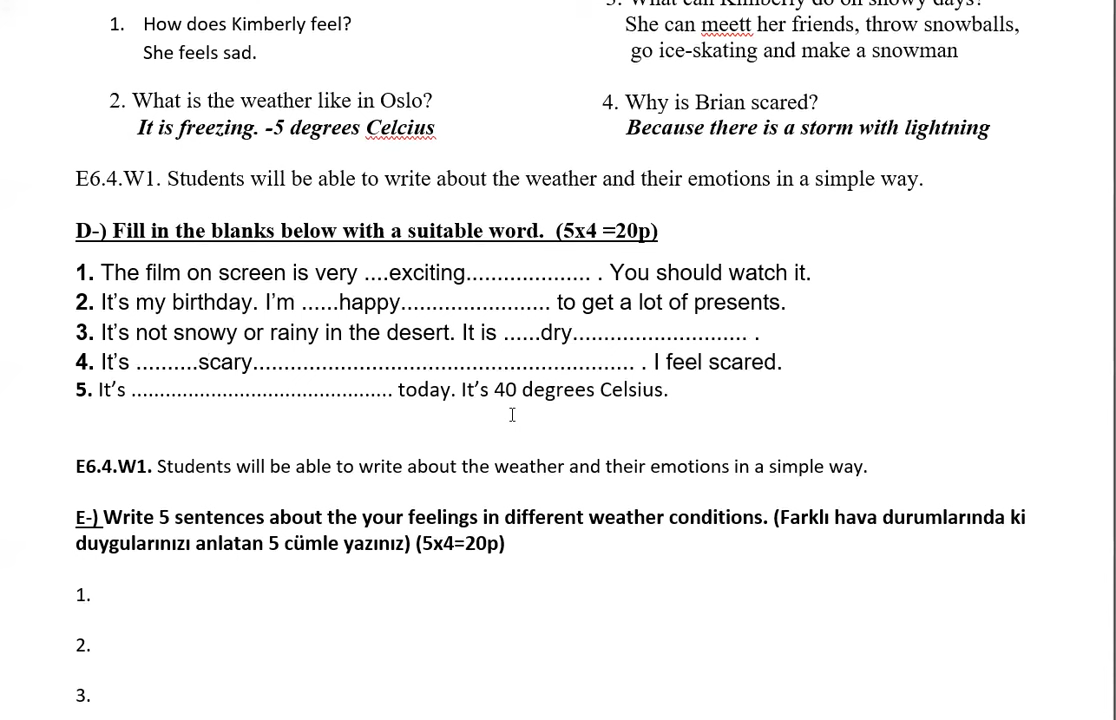 3. What can Kimberly do on snowy days?
1. How does Kimberly feel?
She can meett her friends, throw snowballs,
She feels sad.
go ice-skating and make a snowman
2. What is the weather like in Oslo?
4. Why is Brian scared?
It is freezing. -5 degrees Celcius
Because there is a storm with lightning
E6.4.W1. Students will be able to write about the weather and their emotions in a simple way.
D-) Fill in the blanks below with a suitable word. (5x4 =20p)
1. The film on screen is very ....exciting.................... . You should watch it.
2. It's my birthday. I'm ......happy........................ to get a lot of presents.
3. It's not snowy or rainy in the desert. It is ......dry............................ .
4. It's ..........scary.............................................................. . I feel scared.
5. It's .............................................. today. It's 40 degrees Celsius.
E6.4.W1. Students will be able to write about the weather and their emotions in a simple way.
E-) Write 5 sentences about the your feelings in different weather conditions. (Farklı hava durumlarında ki
duygularınızı anlatan 5 cümle yazınız) (5x4=20p)
1.
2.
3.